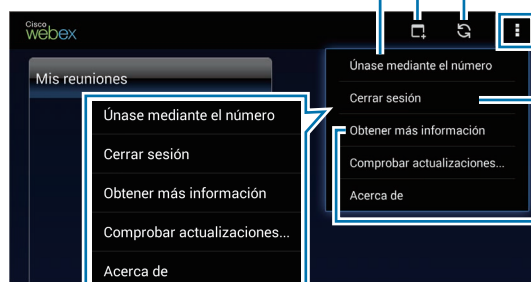 Cisco
webex
Mis reuniones
Únase mediante el número
Cerrar sesión
Obtener más información
Comprobar actualizaciones...
Acerca de
Únase mediante el número
Cerrar sesión
Obtener más información
Comprobar actualizaciones...
Acerca de